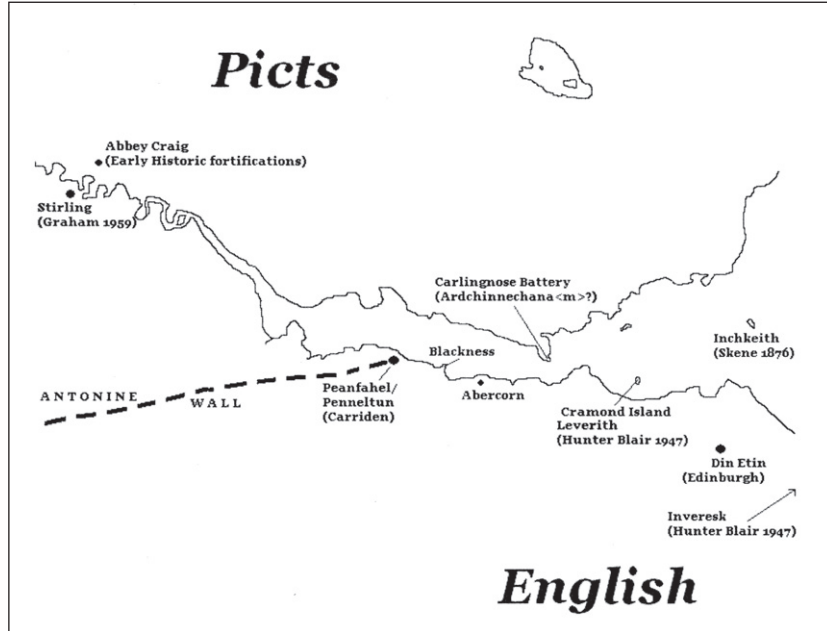 Picts
Abbey Craig
(Early Historic fortifications)
Stirling
(Graham 1959)
Carlingnose Battery
(Ardchinnechana<m>?)
Inchkeith
(Skene 1876)
Blackness
Peanfahel/
Penneltun
(Carriden)
Abercorn
ANTONINE
WALL
Cramond Island
Leverith
(Hunter Blair 1947)
Din Etin
(Edinburgh)
Inveresk
(Hunter Blair 1947)
English